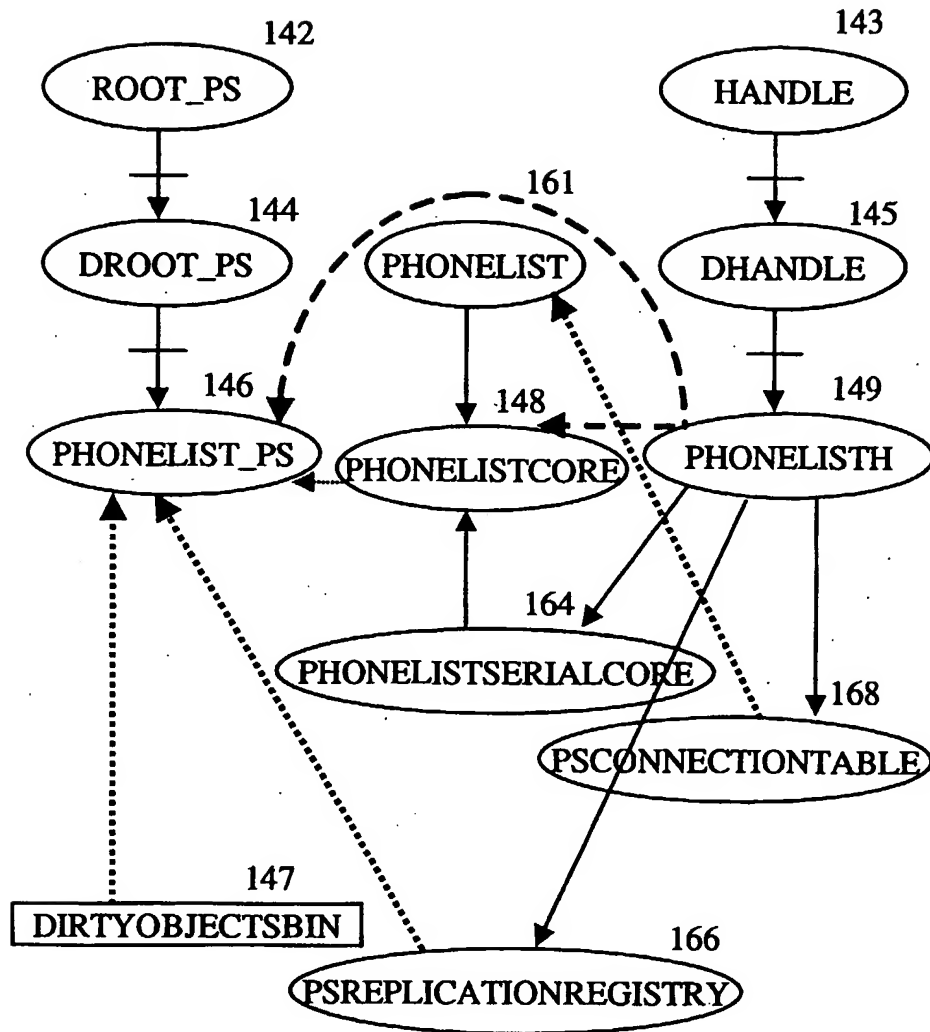 142
143
ROOT_PS
HANDLE
161
144
145
DROOT_PS
PHONELIST
DHANDLE
146
148
149
PHONELIST_PS
PHONELISTCORE
PHONELISTH
164
PHONELISTSERIALCORE
168
PSCONNECTIONTABLE
147
DIRTYOBJECTSBIN
166
PSREPLICATIONREGISTRY